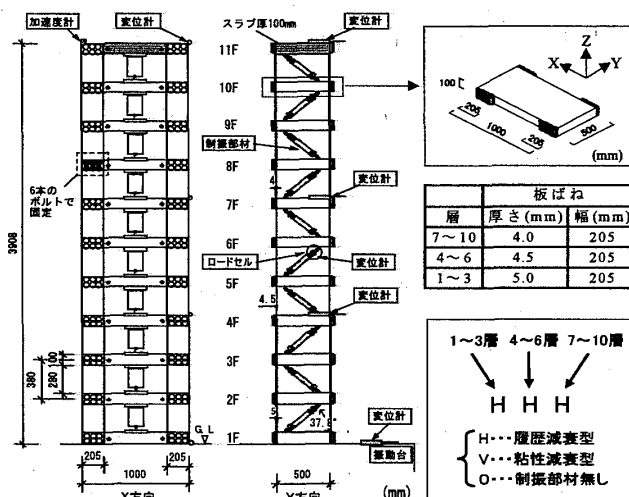 加速度計
変位計
スラブ厚100mm
変位計
11F
10F
9F
8F
7F
6F
5F
4F
3F
2F
1F
制振部材
6本の
ボルトで
固定
変位計
ロードセル
変位計
変位計
変位計
振動台
4
4.5
5
37.8°
3908
380
100
280
G.L
205
205
1000
500
X方向
Y方向
(mm)
Z
X
Y
100
205
1000
205
500
(mm)
板ばね
層 厚さ(mm) 幅(mm)
7～10 4.0 205
4～6 4.5 205
1～3 5.0 205
1～3層 4～6層 7～10層
H H H
H…履歴減衰型
V…粘性減衰型
O…制振部材無し